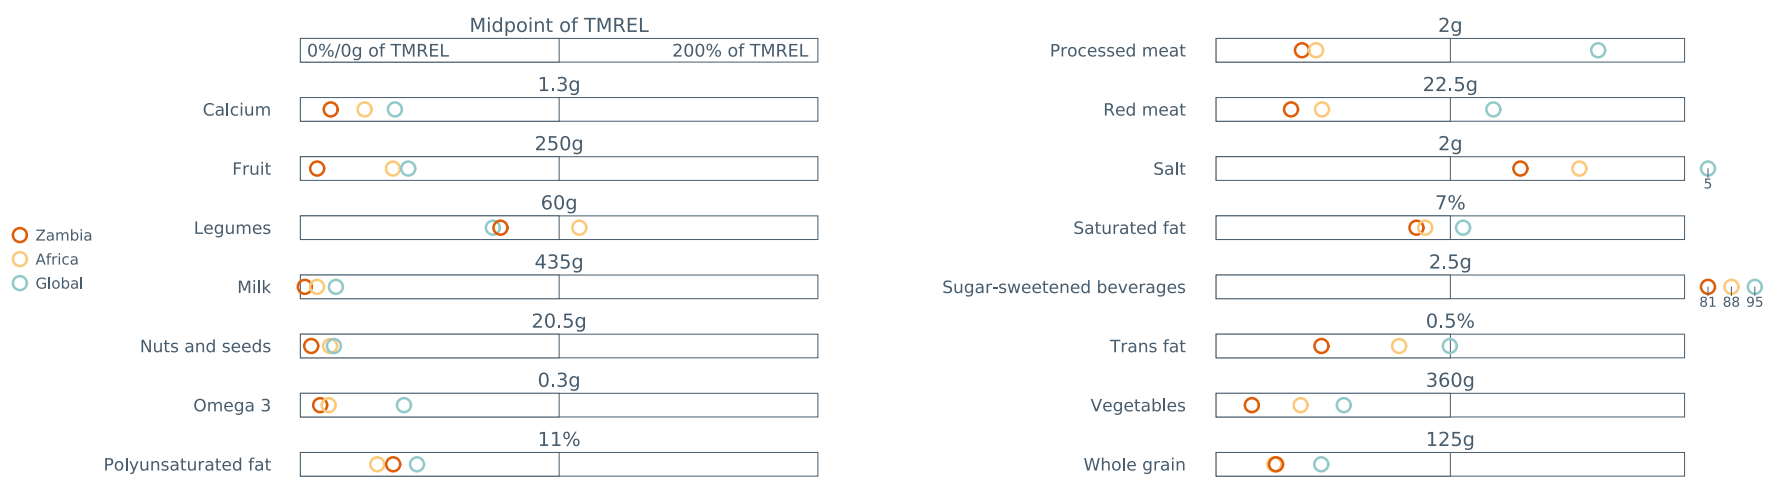 Midpoint of TMREL
0%/0g of TMREL
200% of TMREL
1.3g
Calcium
250g
Fruit
60g
Legumes
435g
Milk
20.5g
Nuts and seeds
0.3g
Omega 3
11%
Polyunsaturated fat
Zambia
Africa
Global
2g
Processed meat
22.5g
Red meat
2g
Salt
5
7%
Saturated fat
2.5g
Sugar-sweetened beverages
81 88 95
0.5%
Trans fat
360g
Vegetables
125g
Whole grain